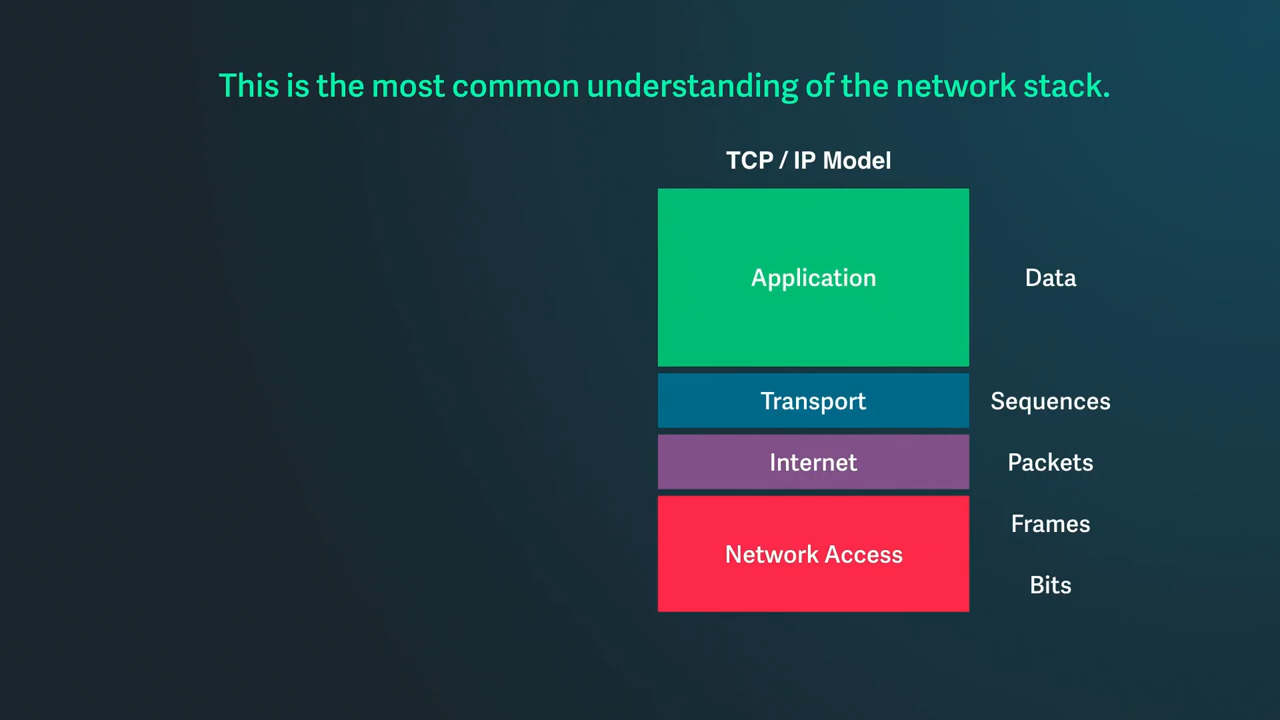 This is the most common understanding of the network stack.
TCP / IP Model
Application
Data
Transport
Sequences
Internet
Packets
Frames
Network Access
Bits